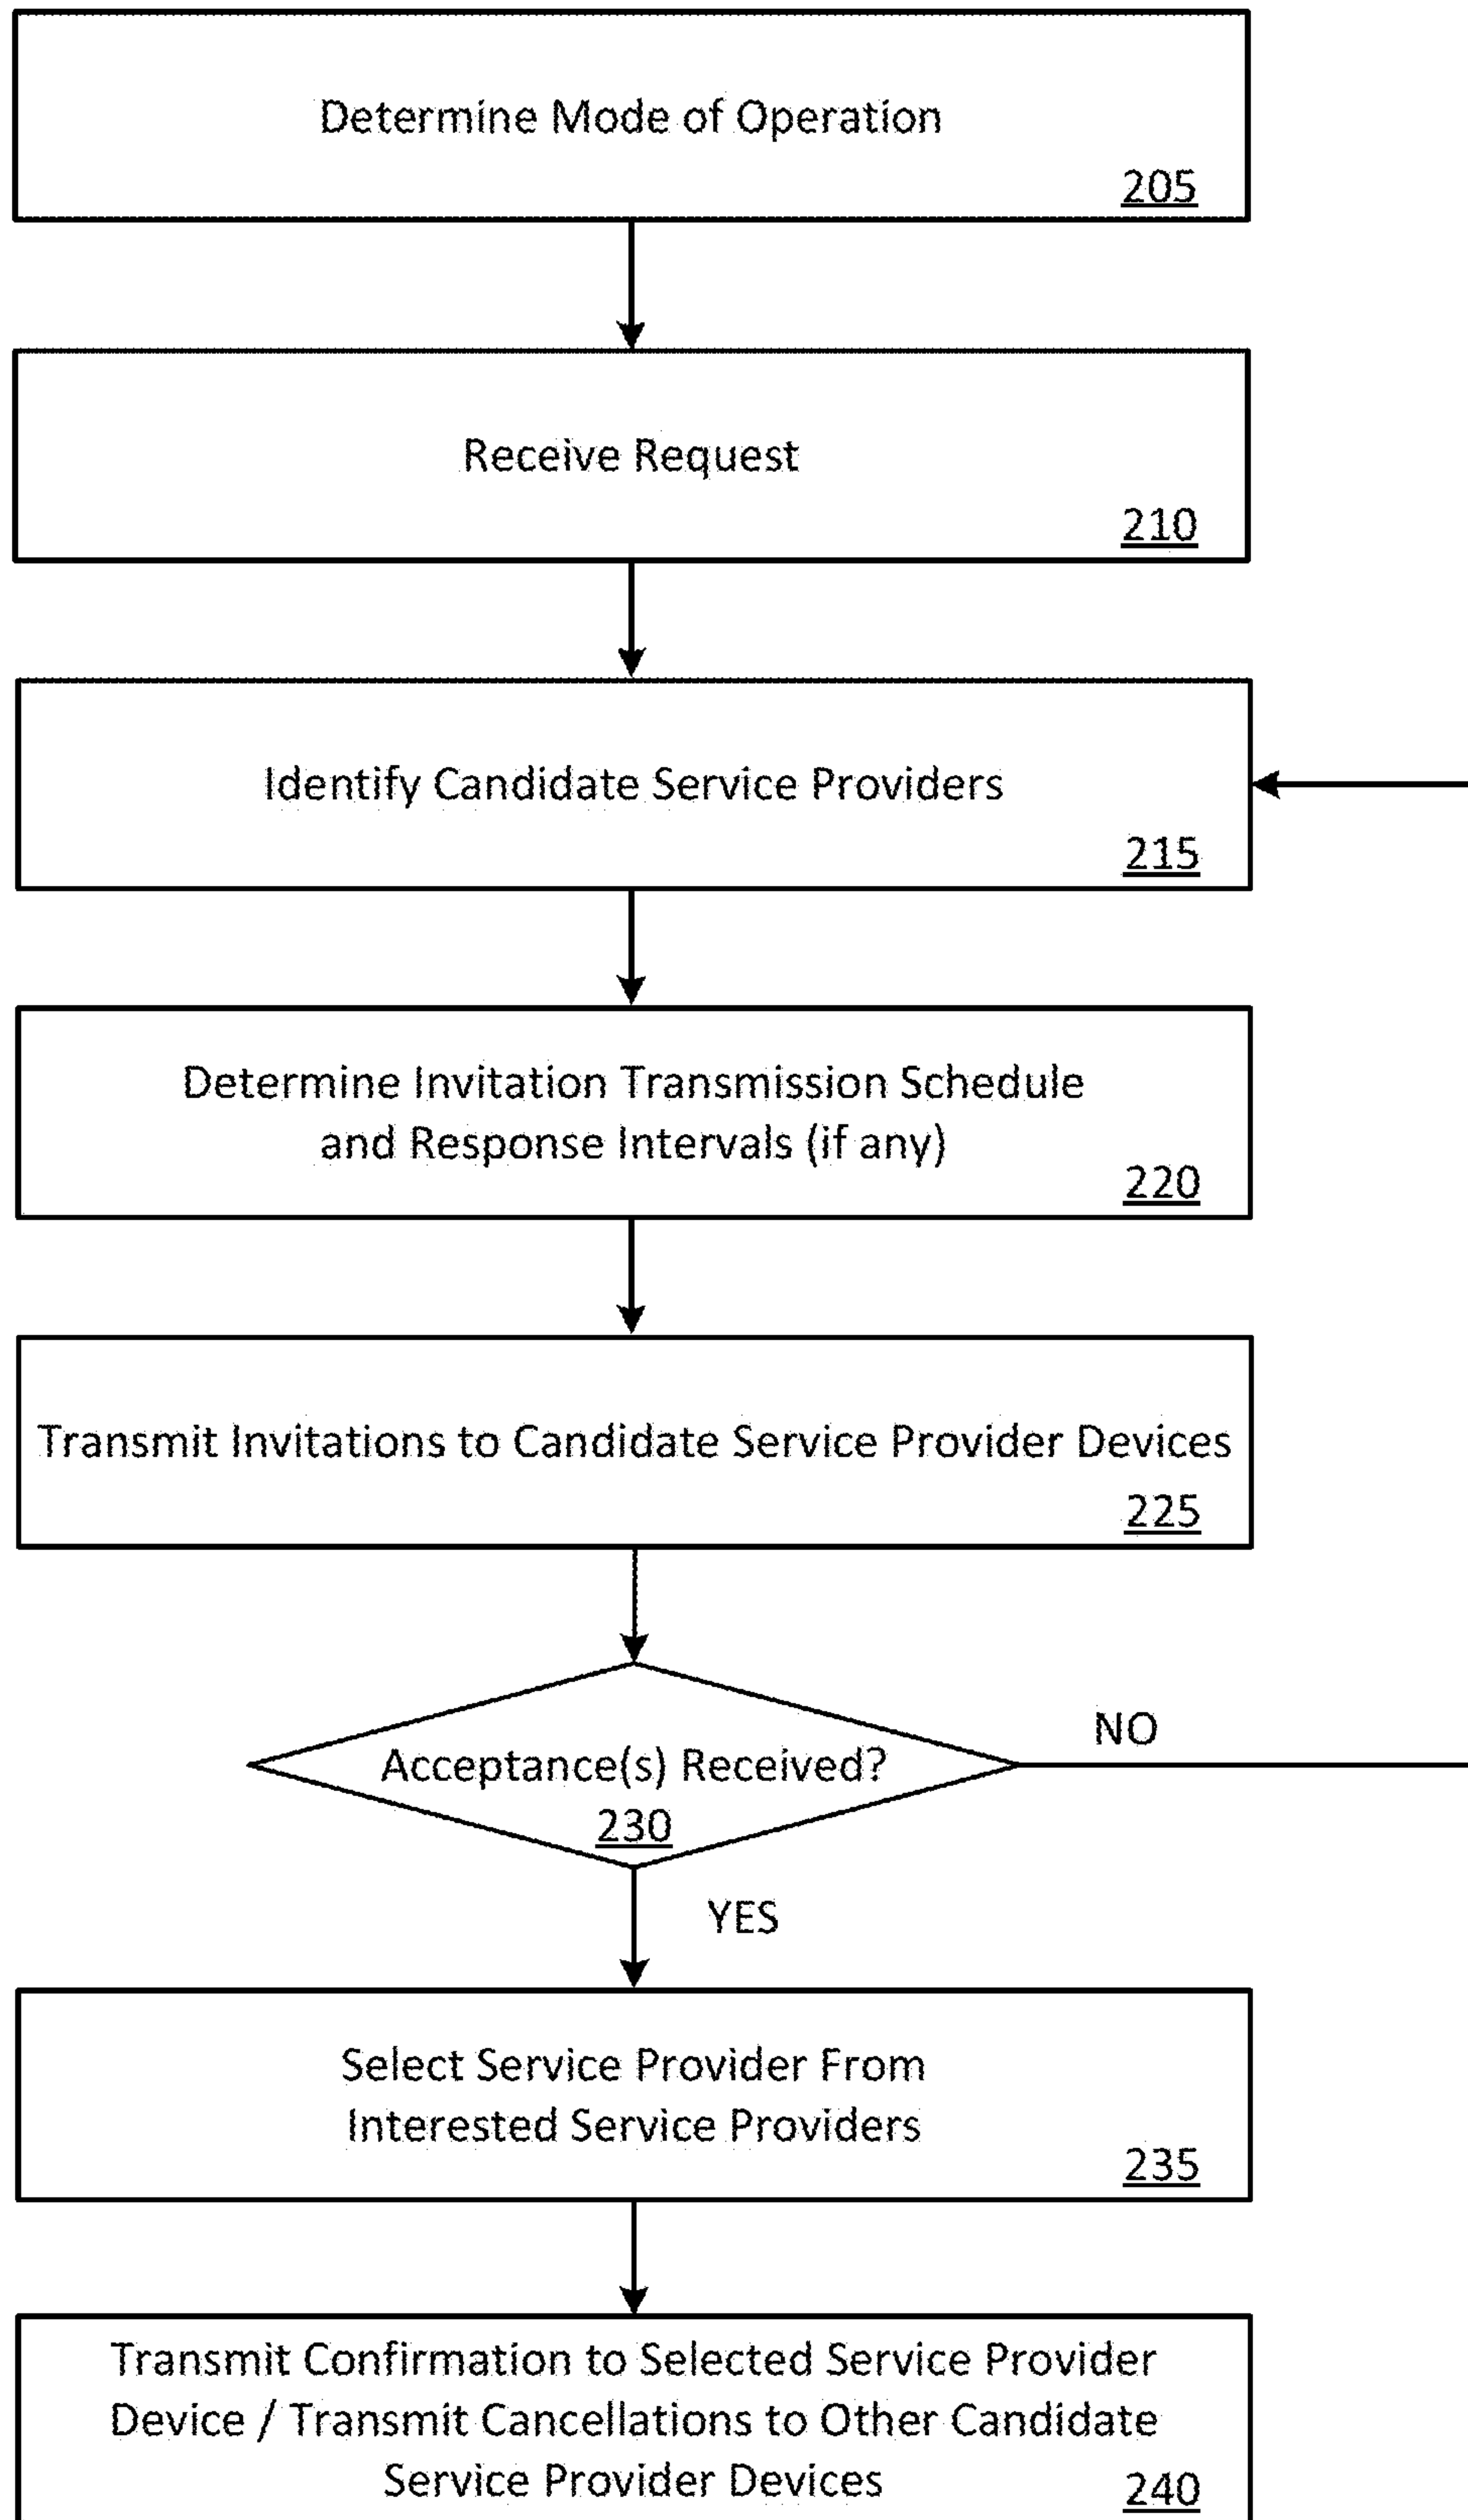 Determine Mode of Operation
205
Receive Request
210
Identify Candidate Service Providers
215
Determine Invitation Transmission Schedule
and Response Intervals (if any)
220
Transmit Invitations to Candidate Service Provider Devices
225
Acceptance(s) Received?
230
NO
YES
Select Service Provider From
Interested Service Providers
235
Transmit Confirmation to Selected Service Provider
Device / Transmit Cancellations to Other Candidate
Service Provider Devices
240